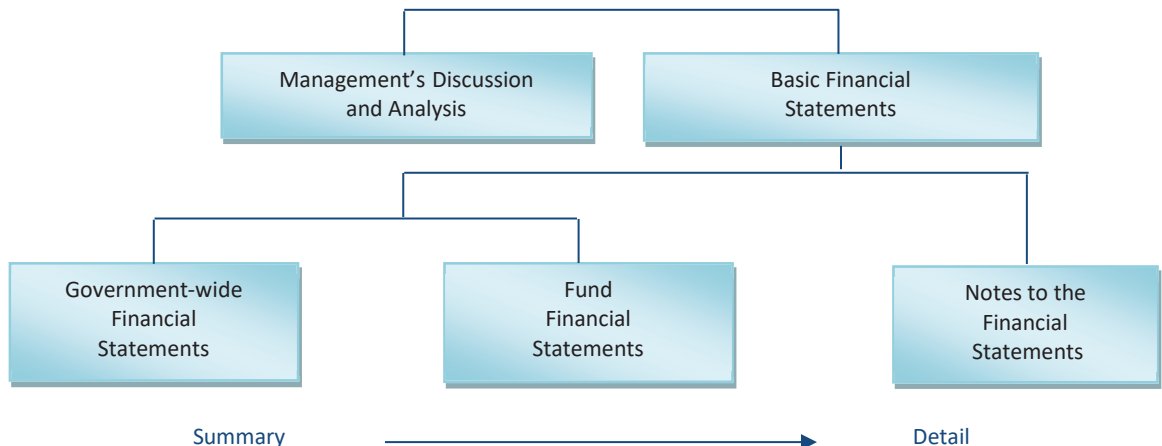 Management’s Discussion
and Analysis
Basic Financial
Statements
Government-wide
Financial
Statements
Fund
Financial
Statements
Notes to the
Financial
Statements
Summary
Detail